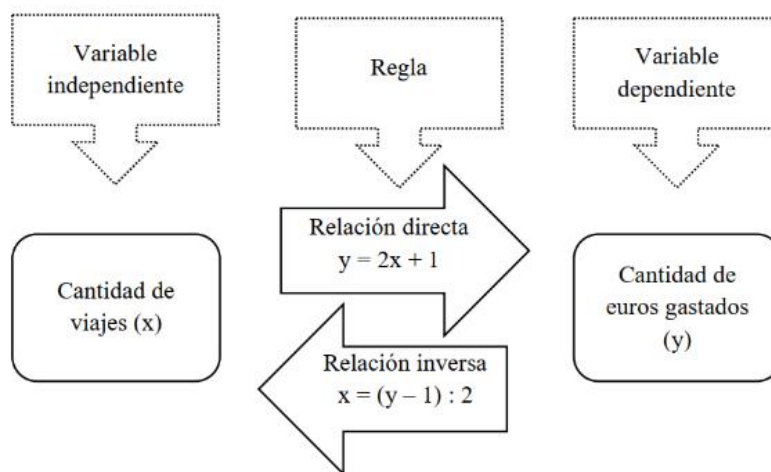 Variable
independiente
Regla
Variable
dependiente
Cantidad de
viajes (x)
Relación directa
y = 2x + 1
Relación inversa
x = (y – 1) : 2
Cantidad de
euros gastados
(y)